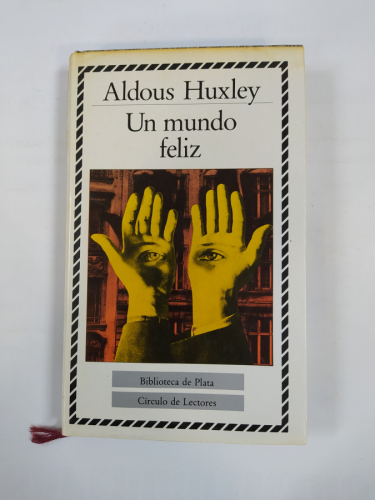 Aldous Huxley
Un mundo
feliz
Biblioteca de Plata
Círculo de Lectores